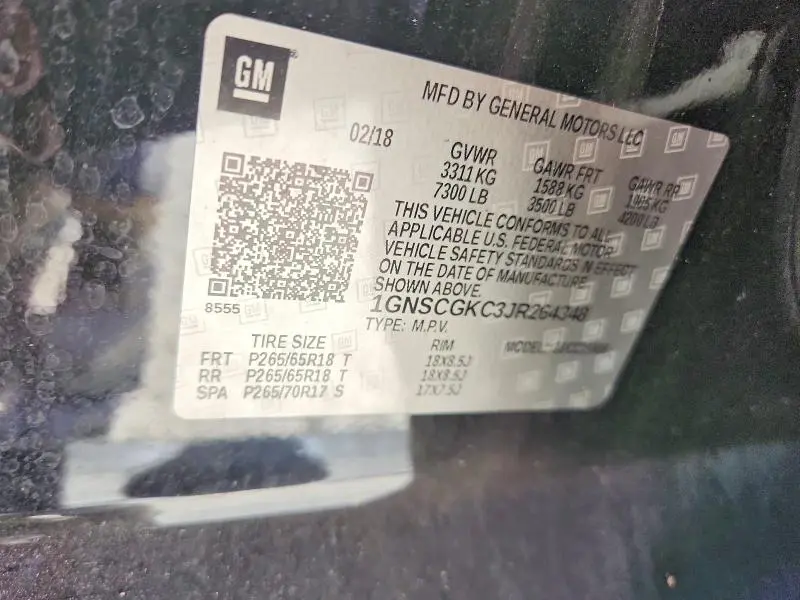 GM
MFD BY GENERAL MOTORS LLC
02/18
GVWR GAWR FRT GAWR RR
3311 KG 1588 KG KG
7300 LB 3500 LB 4200 LB
THIS VEHICLE CONFORMS TO ALL
APPLICABLE U.S. FEDERAL MOTOR
VEHICLE SAFETY STANDARDS IN EFFECT
ON THE DATE OF MANUFACTURE
SHOWN ABOVE.
1GNSCGKC3JR264348
8555
TYPE: M.P.V. MODEL:
TIRE SIZE RIM
FRT P265/65R18 T 18X8.5J
RR P265/65R18 T 18X8.5J
SPA P265/70R17 S 17X7.5J